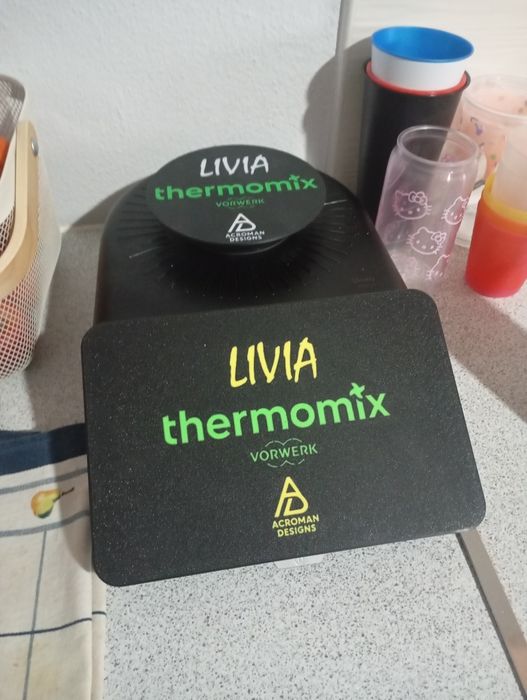 LIVIA
thermomix
VORWERK
ACROMAN
DESIGNS
LIVIA
thermomix
VORWERK
ACROMAN
DESIGNS